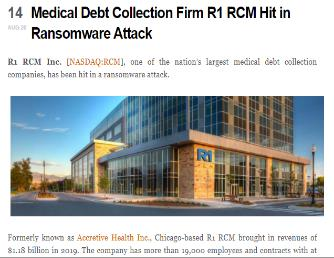 14 Medical Debt Collection Firm R1 RCM Hit in
AUG 20 Ransomware Attack
R1 RCM Inc. [NASDAQ:RCM], one of the nation's largest medical debt collection
companies, has been hit in a ransomware attack.
R1
Formerly known as Accretive Health Inc., Chicago-based R1 RCM brought in revenues of
$1.18 billion in 2019. The company has more than 19,000 employees and contracts with at